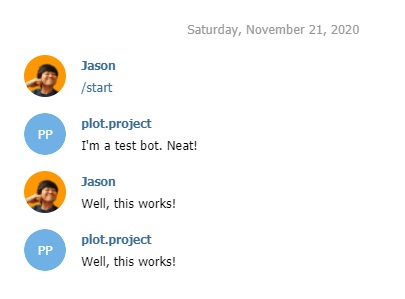 Saturday, November 21, 2020
Jason
/start
PP
plot.project
I'm a test bot. Neat!
Jason
Well, this works!
PP
plot.project
Well, this works!